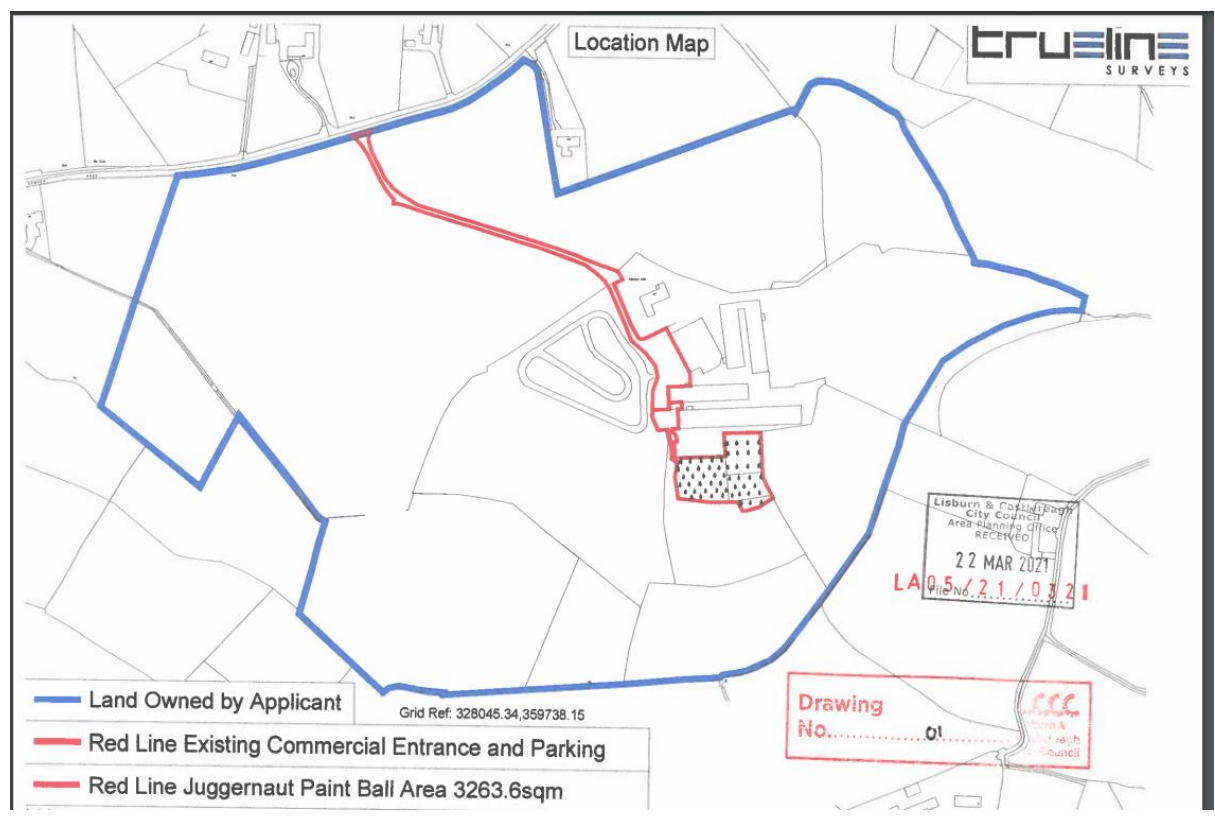 Location Map
trueline
SURVEYS
Lisburn & Castlereagh
City Council
Area Planning Office
RECEIVED
22 MAR 2021
LA05/21/0321
File No.
Drawing
No. 01
Council
Land Owned by Applicant
Grid Ref: 328045.34,359738.15
Red Line Existing Commercial Entrance and Parking
Red Line Juggernaut Paint Ball Area 3263.6sqm